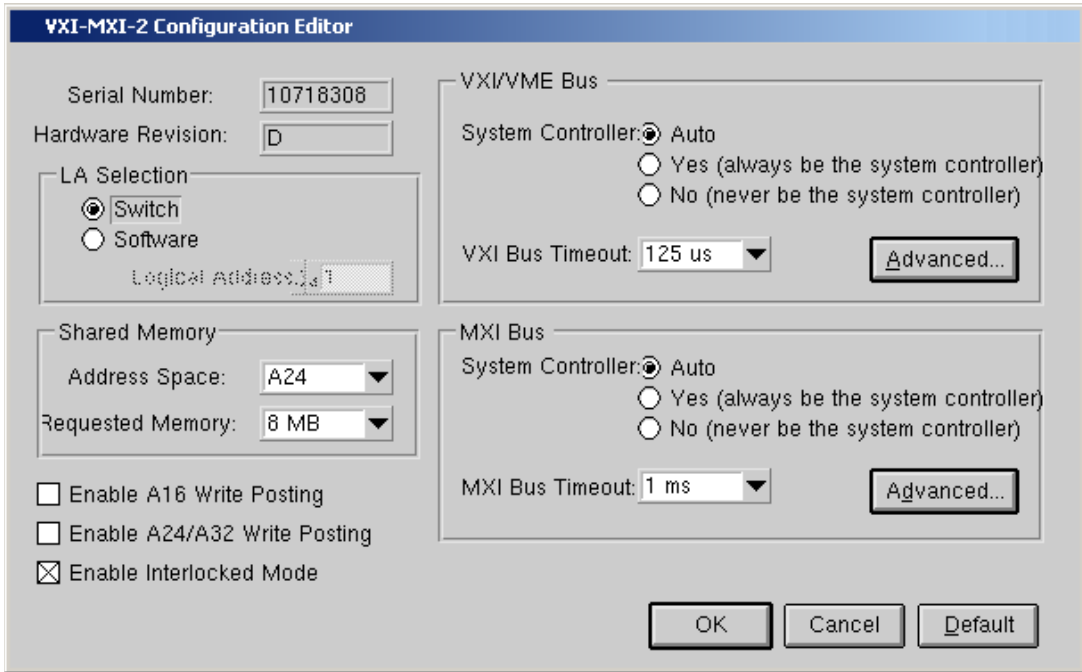 VXI-MXI-2 Configuration Editor
Serial Number: 10718308
Hardware Revision: D
LA Selection
Switch
Software
Logical Address: 1
Shared Memory
Address Space: A24
Requested Memory: 8 MB
Enable A16 Write Posting
Enable A24/A32 Write Posting
Enable Interlocked Mode
VXI/VME Bus
System Controller: Auto
Yes (always be the system controller)
No (never be the system controller)
VXI Bus Timeout: 125 us
Advanced...
MXI Bus
System Controller: Auto
Yes (always be the system controller)
No (never be the system controller)
MXI Bus Timeout: 1 ms
Advanced...
OK Cancel Default